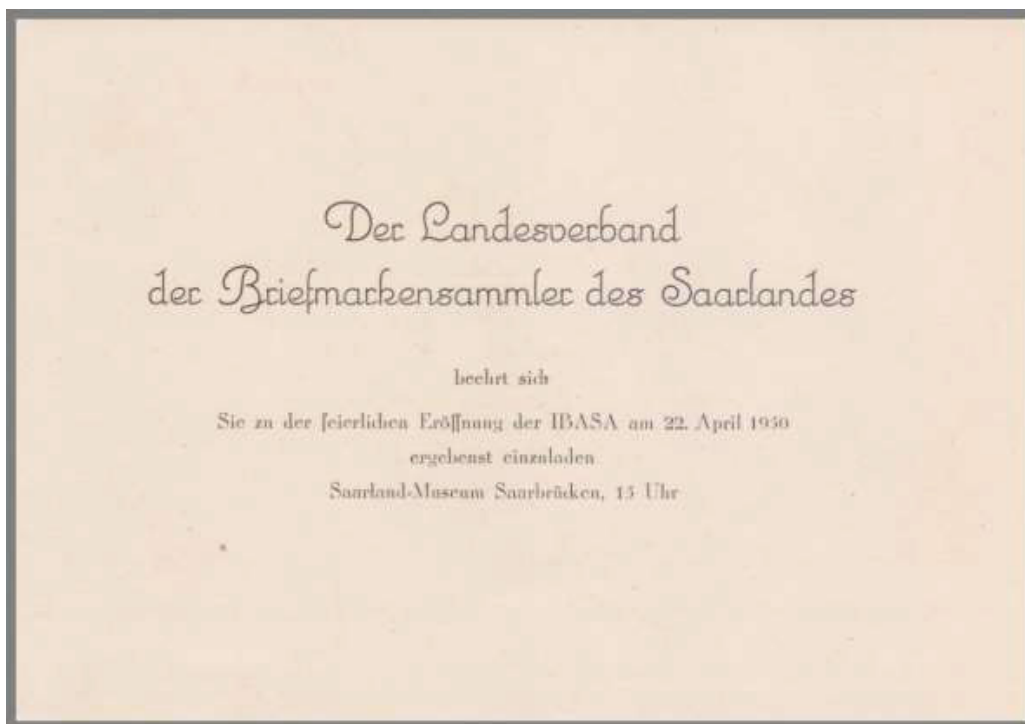 Der Landesverband
der Briefmarkensammler des Saarlandes
beehrt sich
Sie zu der feierlichen Eröffnung der IBASA am 22. April 1950
ergebenst einzuladen
Saarland-Museum Saarbrücken, 15 Uhr